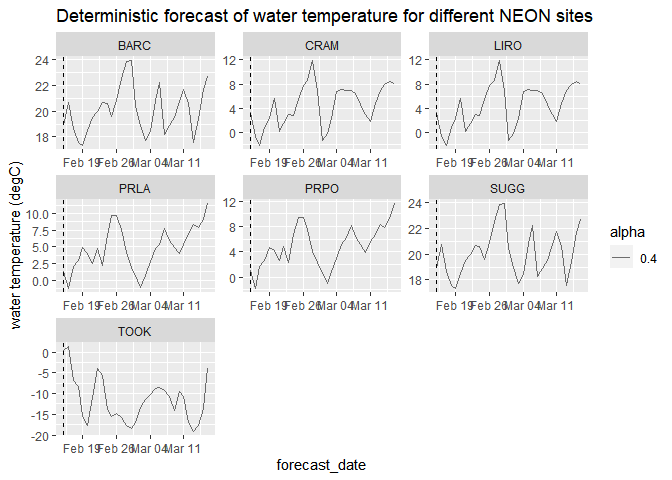 Deterministic forecast of water temperature for different NEON sites
BARC CRAM LIRO
24
22
20
18
12
8
4
0
12
8
4
0
Feb 19 Feb 26 Mar 04 Mar 11
Feb 19 Feb 26 Mar 04 Mar 11
Feb 19 Feb 26 Mar 04 Mar 11
PRLA PRPO SUGG
10.0
7.5
5.0
2.5
0.0
12
8
4
0
24
22
20
18
Feb 19 Feb 26 Mar 04 Mar 11
Feb 19 Feb 26 Mar 04 Mar 11
Feb 19 Feb 26 Mar 04 Mar 11
TOOK
0
-5
-10
-15
-20
Feb 19 Feb 26 Mar 04 Mar 11
water temperature (degC)
forecast_date
alpha
0.4